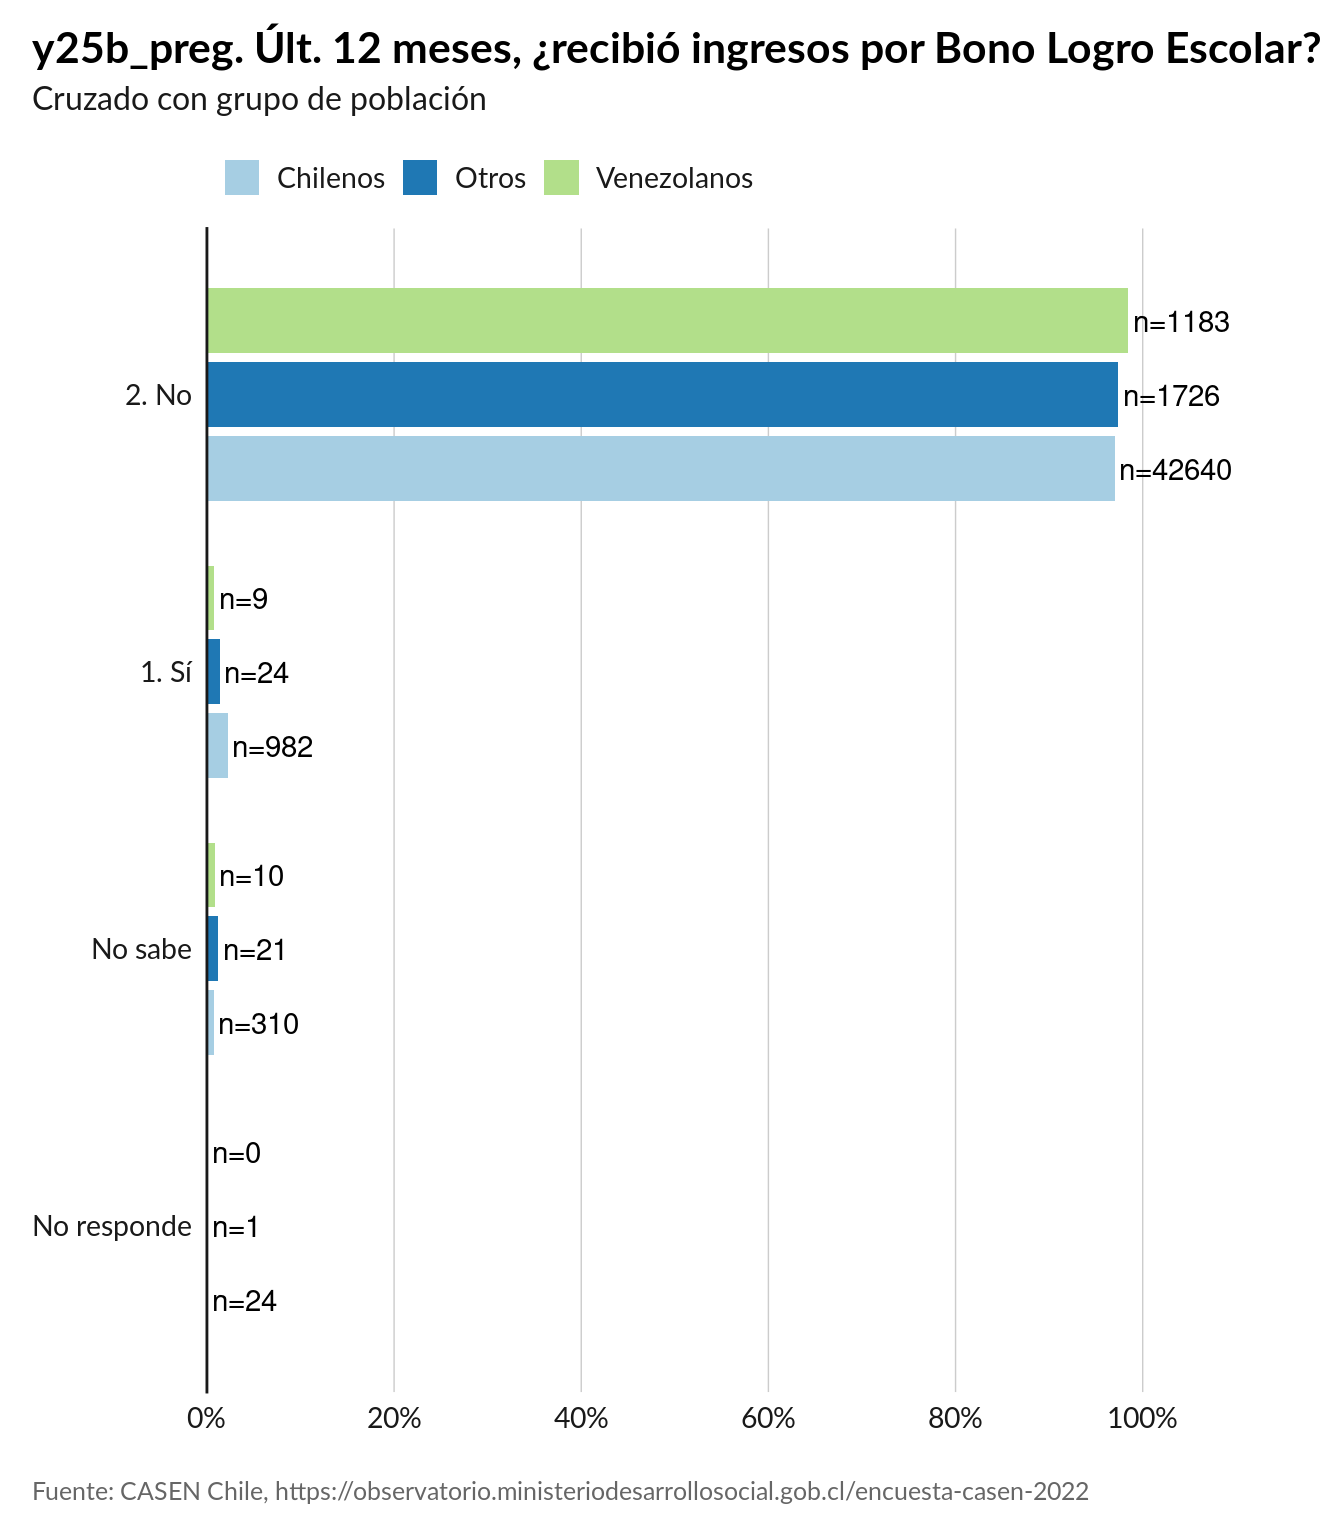 y25b_preg. Últ. 12 meses, ¿recibió ingresos por Bono Logro Escolar?
Cruzado con grupo de población
Chilenos Otros Venezolanos
n=1183
2. No n=1726
n=42640
n=9
1. Sí n=24
n=982
n=10
No sabe n=21
n=310
n=0
No responde n=1
n=24
0% 20% 40% 60% 80% 100%
Fuente: CASEN Chile, https://observatorio.ministeriodesarrollosocial.gob.cl/encuesta-casen-2022